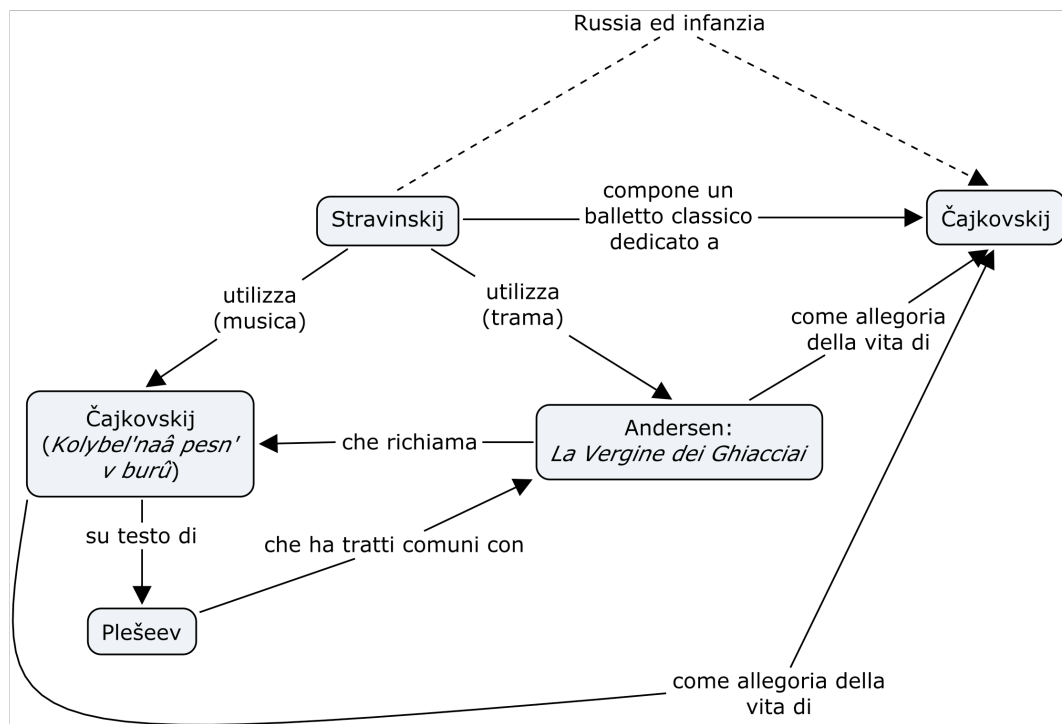 Russia ed infanzia
Stravinskij
compone un
balletto classico
dedicato a
Čajkovskij
utilizza
(musica)
utilizza
(trama)
come allegoria
della vita di
Čajkovskij
(Kolybel'naâ pesn'
v burû)
che richiama
Andersen:
La Vergine dei Ghiacciai
su testo di
che ha tratti comuni con
Plešeev
come allegoria della
vita di